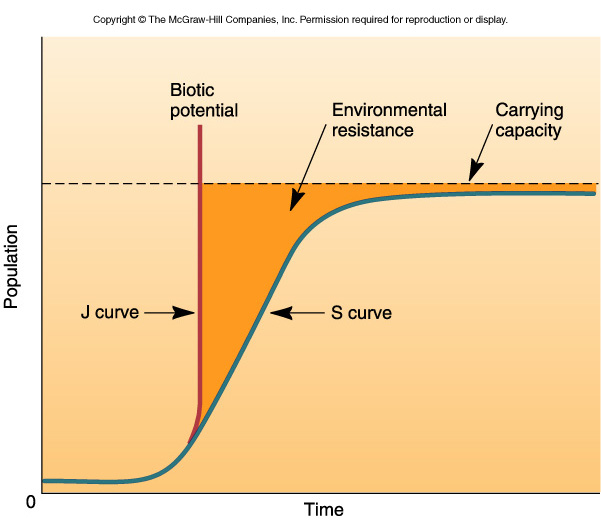 Copyright © The McGraw-Hill Companies, Inc. Permission required for reproduction or display.
Biotic
potential
Environmental
resistance
Carrying
capacity
Population
J curve
S curve
0
Time